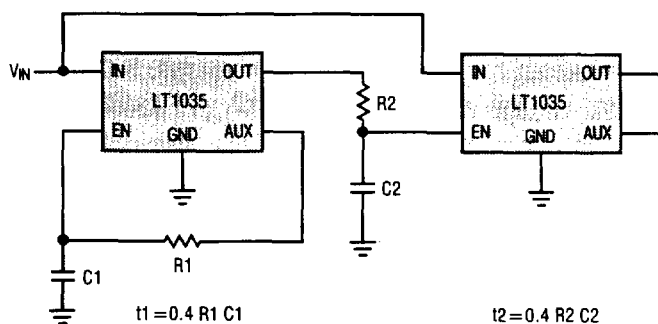 VIN
IN OUT
LT1035
EN GND AUX
R1
C1
t1=0.4 R1 C1
R2
C2
IN OUT
LT1035
EN GND AUX
t2=0.4 R2 C2